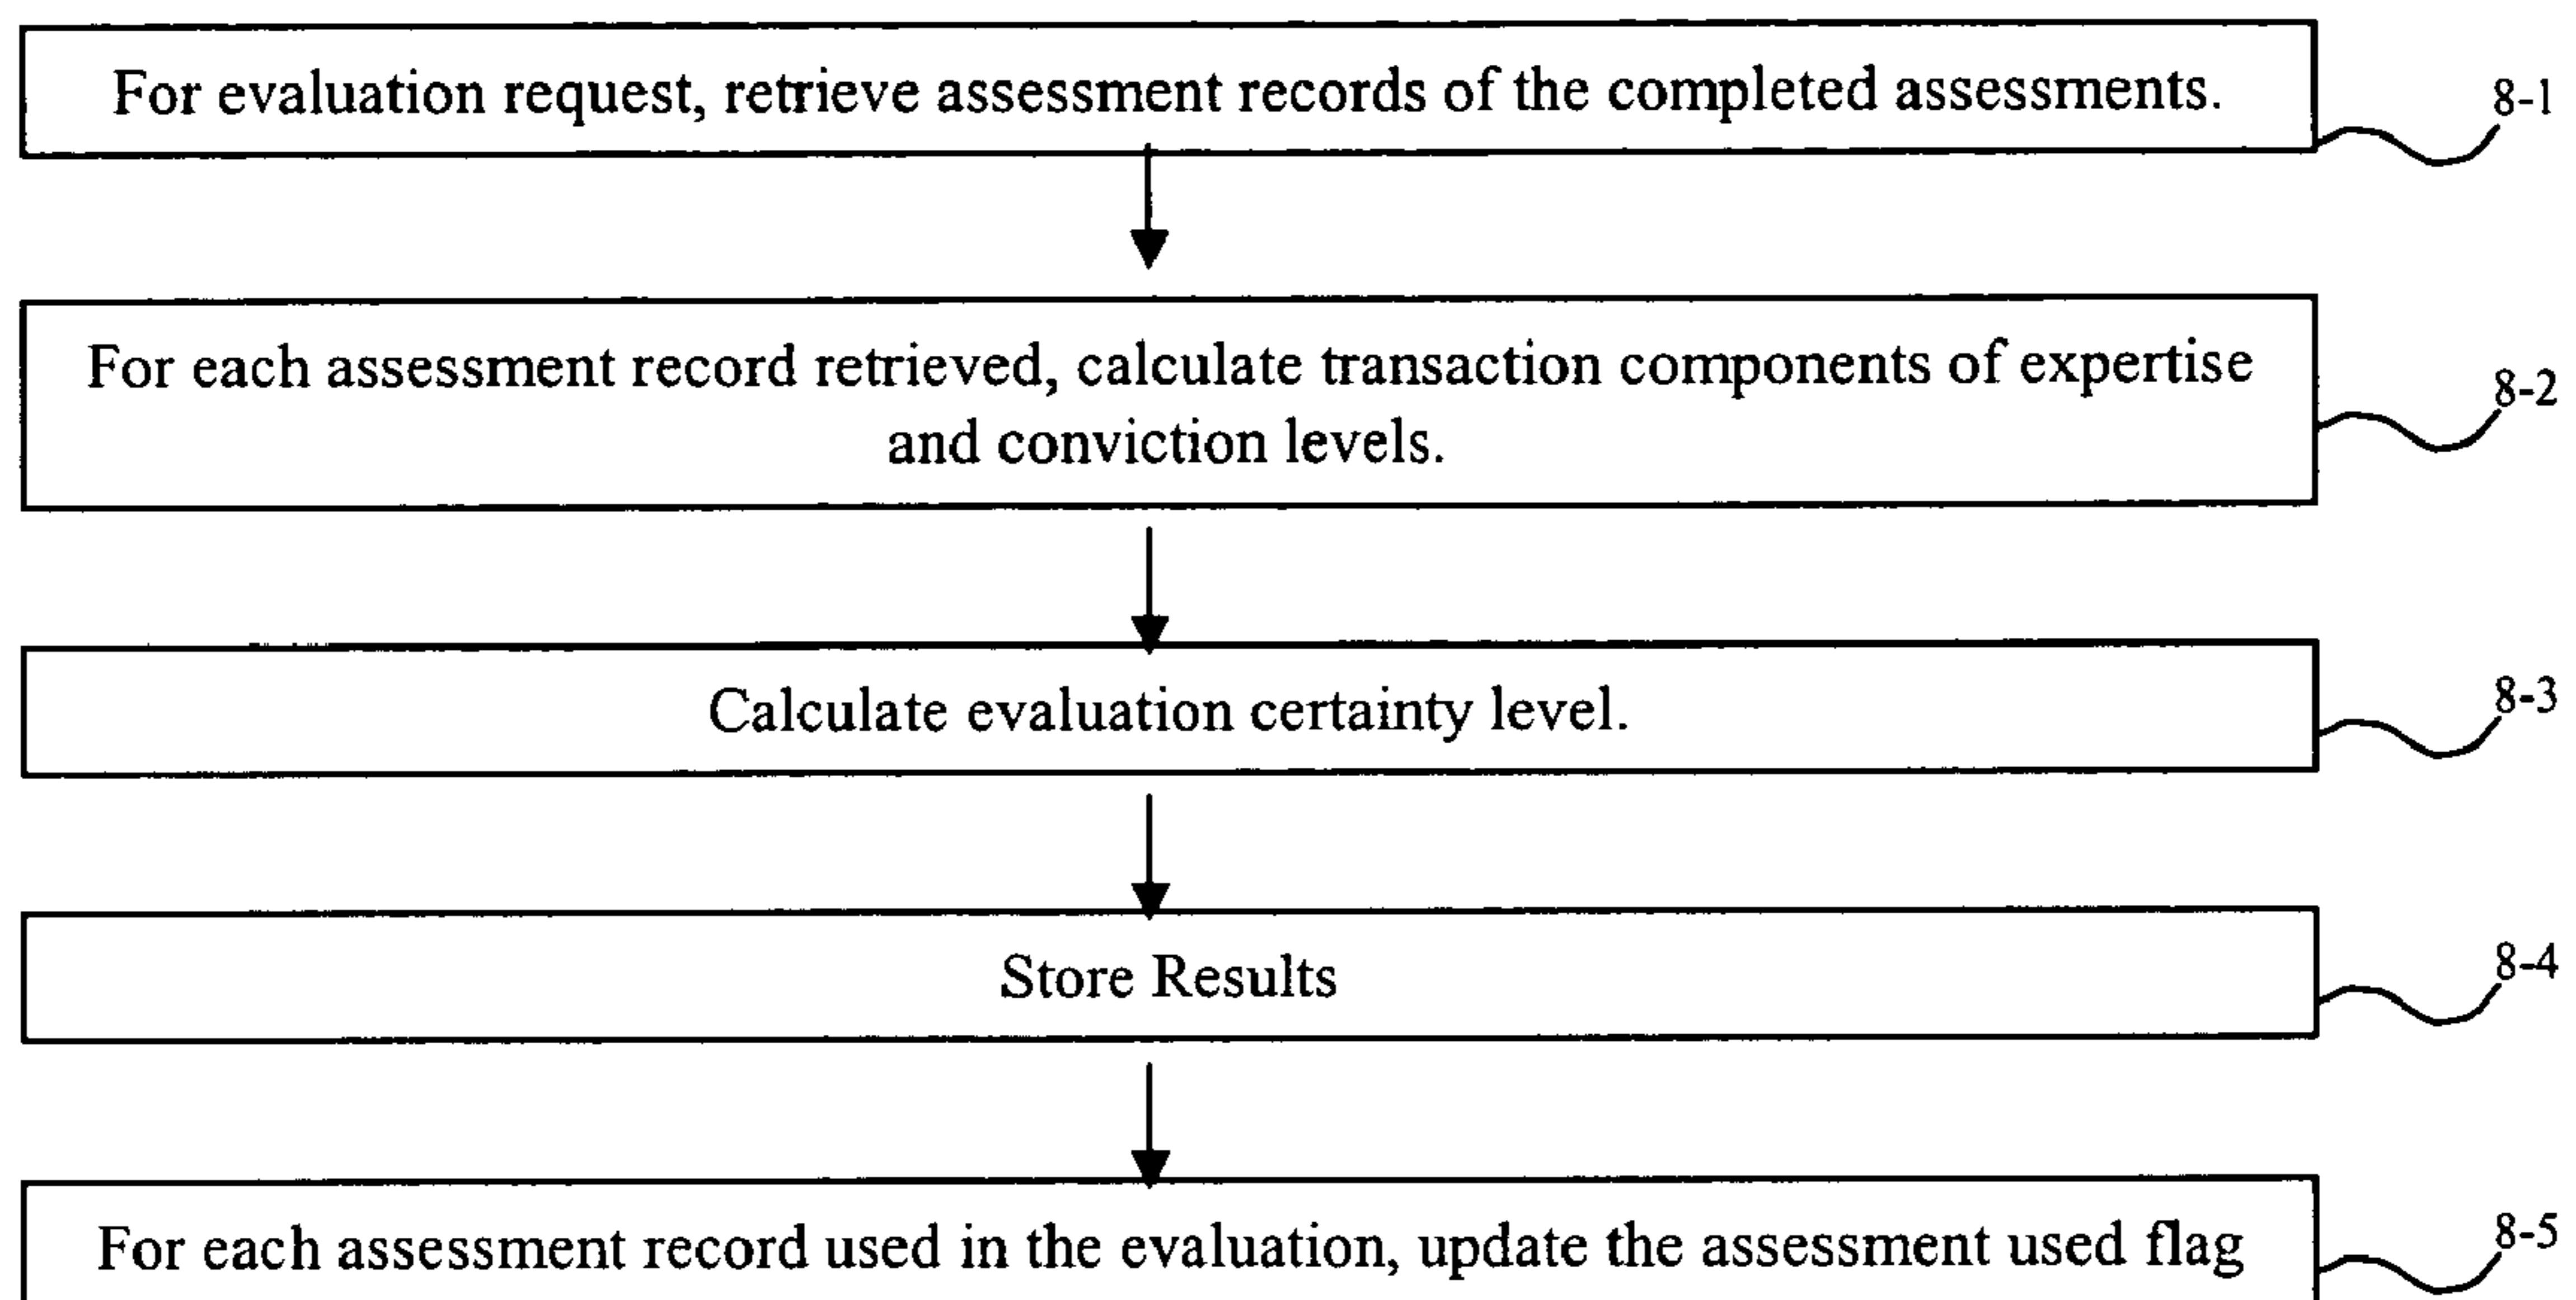 For evaluation request, retrieve assessment records of the completed assessments.
8-1
For each assessment record retrieved, calculate transaction components of expertise
and conviction levels.
8-2
Calculate evaluation certainty level.
8-3
Store Results
8-4
For each assessment record used in the evaluation, update the assessment used flag
8-5